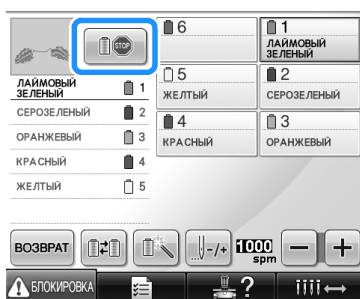 STOP
6
1
ЛАЙМОВЫЙ
ЗЕЛЕНЫЙ
5
ЖЕЛТЫЙ
2
СЕРОЗЕЛЕНЫЙ
4
КРАСНЫЙ
3
ОРАНЖЕВЫЙ
ЛАЙМОВЫЙ
ЗЕЛЕНЫЙ 1
СЕРОЗЕЛЕНЫЙ 2
ОРАНЖЕВЫЙ 3
КРАСНЫЙ 4
ЖЕЛТЫЙ 5
ВОЗВРАТ
-/+
1000
spm
− +
БЛОКИРОВКА
?